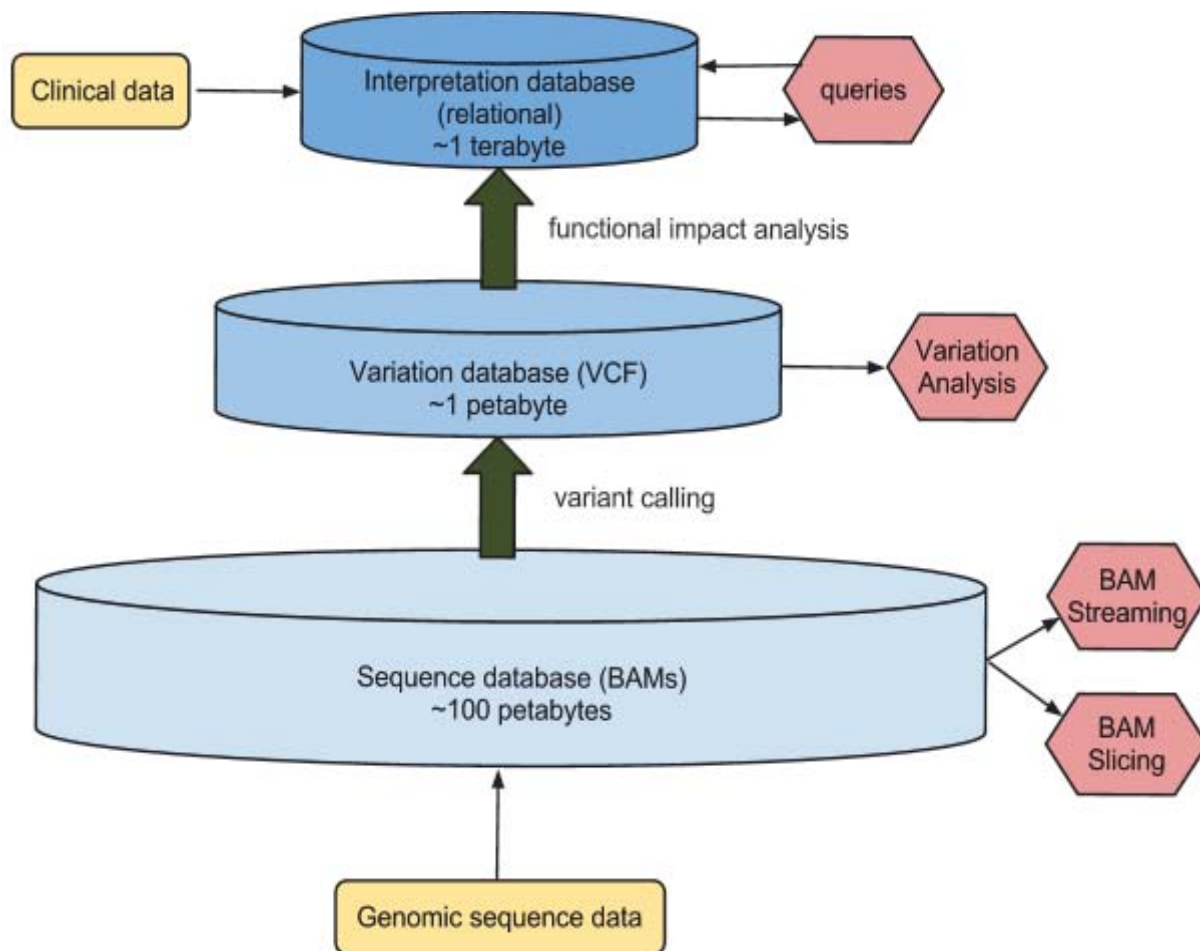 Clinical data
Interpretation database
(relational)
~1 terabyte
queries
functional impact analysis
Variation database (VCF)
~1 petabyte
Variation
Analysis
variant calling
BAM
Streaming
Sequence database (BAMs)
~100 petabytes
BAM
Slicing
Genomic sequence data